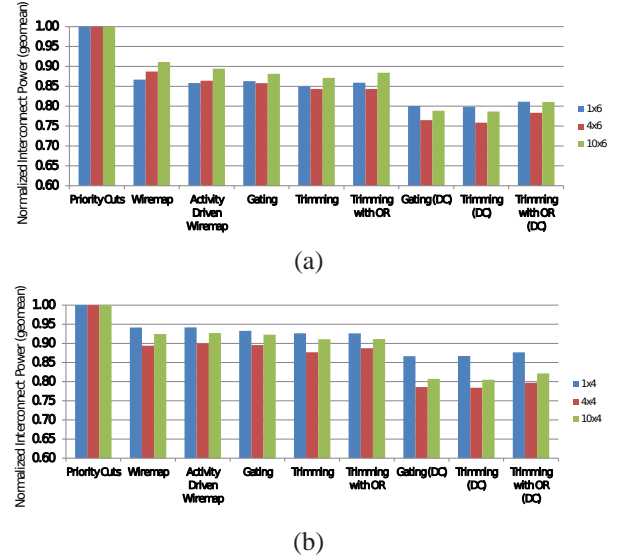 Normalized Interconnect Power (geomean)
1.00
0.95
0.90
0.85
0.80
0.75
0.70
0.65
0.60
Priority Cuts
Wiremap
Activity
Driven
Wiremap
Gating
Trimming
Trimming
with OR
Gating (DC)
Trimming
(DC)
Trimming
with OR
(DC)
1x6
4x6
10x6
(a)
Normalized Interconnect Power (geomean)
1.00
0.95
0.90
0.85
0.80
0.75
0.70
0.65
0.60
Priority Cuts
Wiremap
Activity
Driven
Wiremap
Gating
Trimming
Trimming
with OR
Gating (DC)
Trimming
(DC)
Trimming
with OR
(DC)
1x4
4x4
10x4
(b)